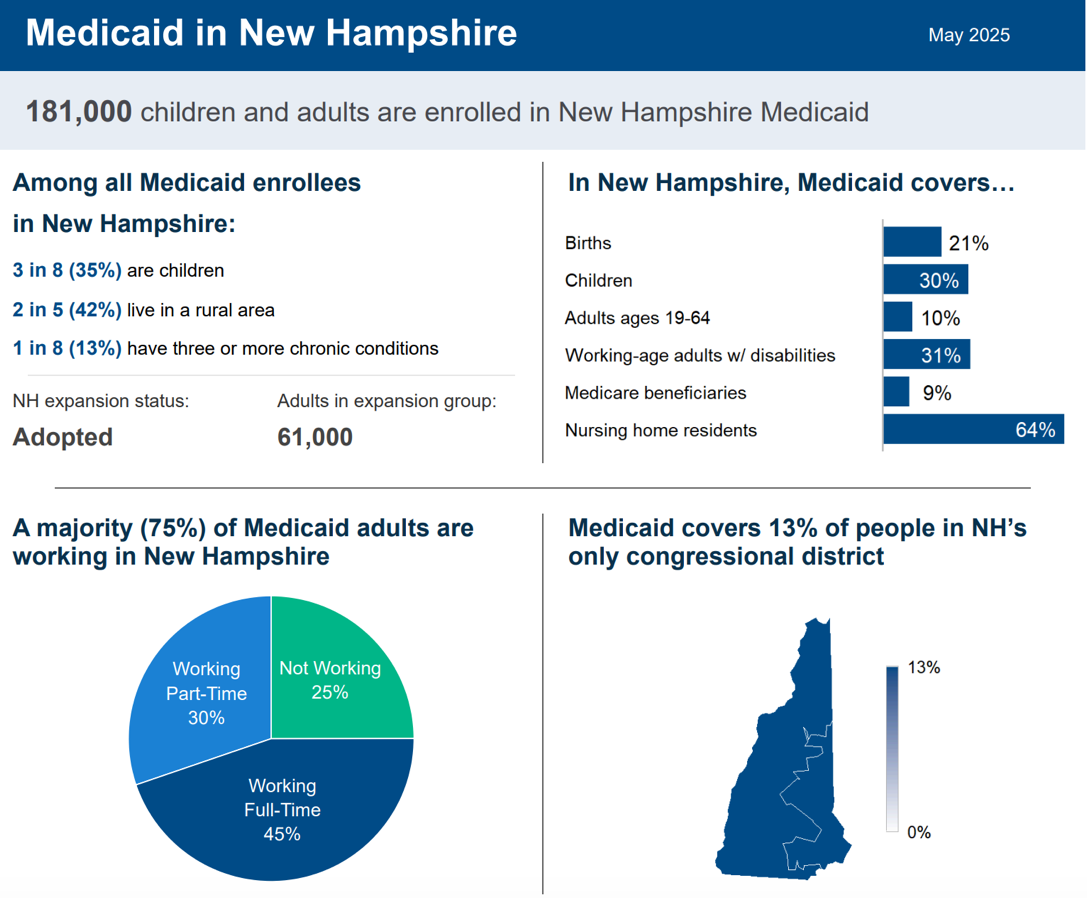 Medicaid in New Hampshire
May 2025
181,000 children and adults are enrolled in New Hampshire Medicaid
Among all Medicaid enrollees
in New Hampshire:
3 in 8 (35%) are children
2 in 5 (42%) live in a rural area
1 in 8 (13%) have three or more chronic conditions
NH expansion status:
Adopted
Adults in expansion group:
61,000
In New Hampshire, Medicaid covers…
Births 21%
Children 30%
Adults ages 19-64 10%
Working-age adults w/ disabilities 31%
Medicare beneficiaries 9%
Nursing home residents 64%
A majority (75%) of Medicaid adults are
working in New Hampshire
Working
Part-Time
30%
Not Working
25%
Working
Full-Time
45%
Medicaid covers 13% of people in NH's
only congressional district
13%
0%